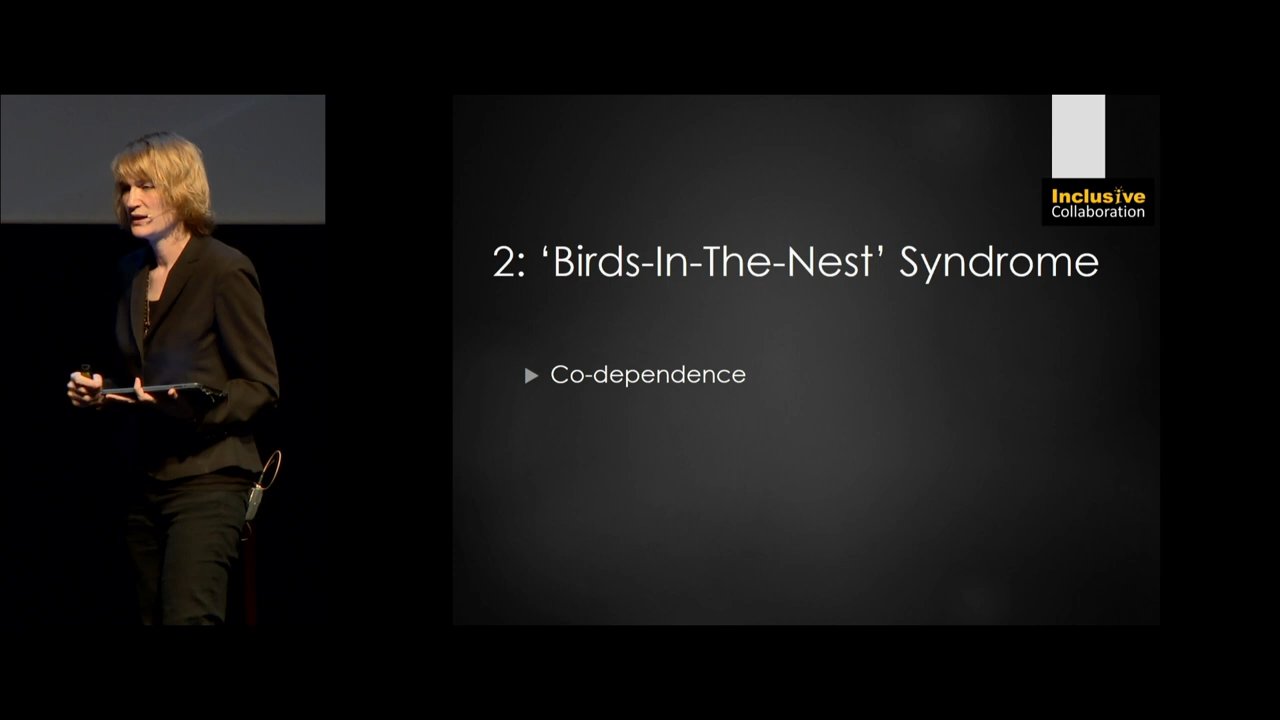 Inclusive
Collaboration
2: ‘Birds-In-The-Nest’ Syndrome
Co-dependence